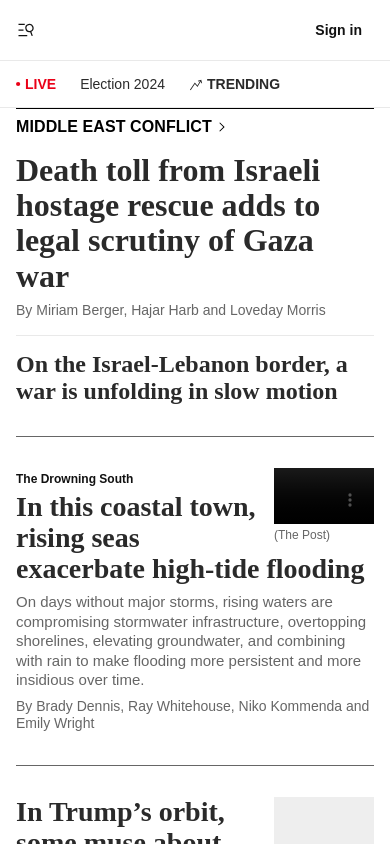 Sign in
• LIVE Election 2024 TRENDING
MIDDLE EAST CONFLICT
Death toll from Israeli
hostage rescue adds to
legal scrutiny of Gaza
war
By Miriam Berger, Hajar Harb and Loveday Morris
On the Israel-Lebanon border, a
war is unfolding in slow motion
The Drowning South
In this coastal town,
rising seas
exacerbate high-tide flooding
(The Post)
On days without major storms, rising waters are
compromising stormwater infrastructure, overtopping
shorelines, elevating groundwater, and combining
with rain to make flooding more persistent and more
insidious over time.
By Brady Dennis, Ray Whitehouse, Niko Kommenda and
Emily Wright
In Trump’s orbit,
some muse about